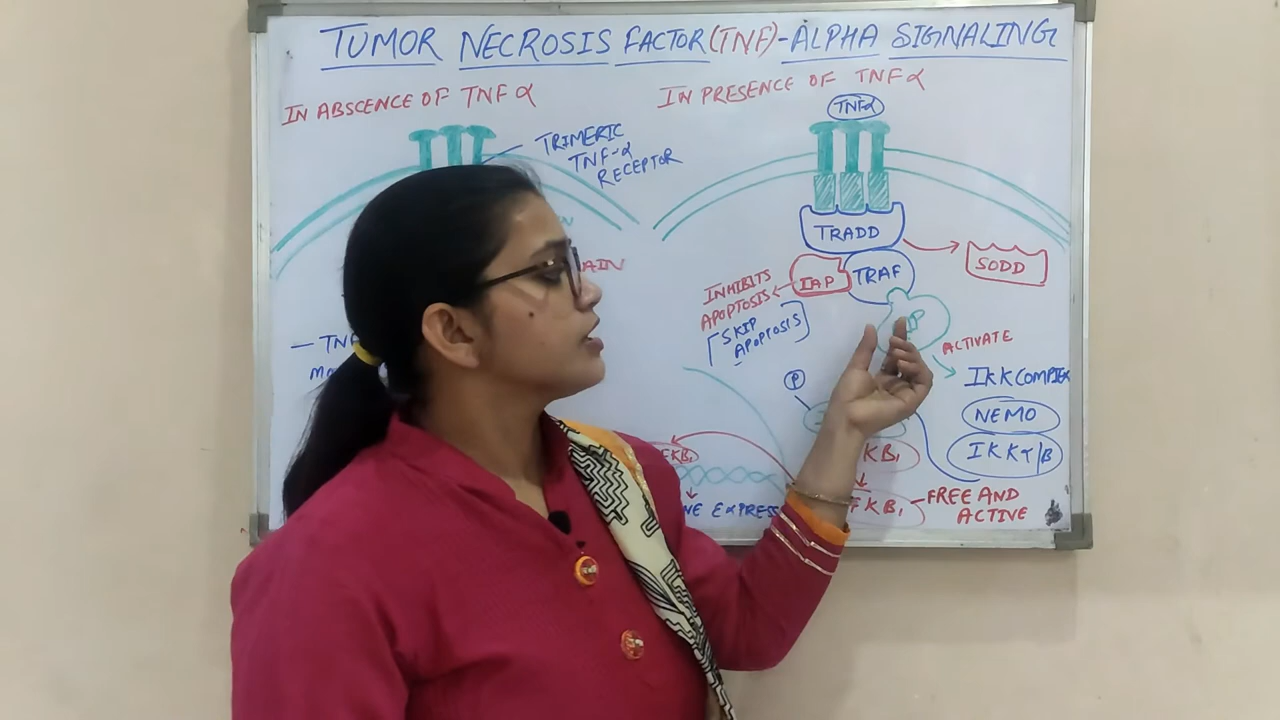 TUMOR NECROSIS FACTOR (TNF)-ALPHA SIGNALING
IN ABSCENCE OF TNF α
TRIMERIC
TNF-α
RECEPTOR
AIN
— TNF
IN PRESENCE OF TNF α
TNFα
TRADD
SODD
IAP
TRAF
INHIBITS
APOPTOSIS
[SKIP
APOPTOSIS]
ACTIVATE
IKK COMPLEX
NEMO
P
KB1
FKB1
FREE AND
ACTIVE
FKB1
NE EXPRESS